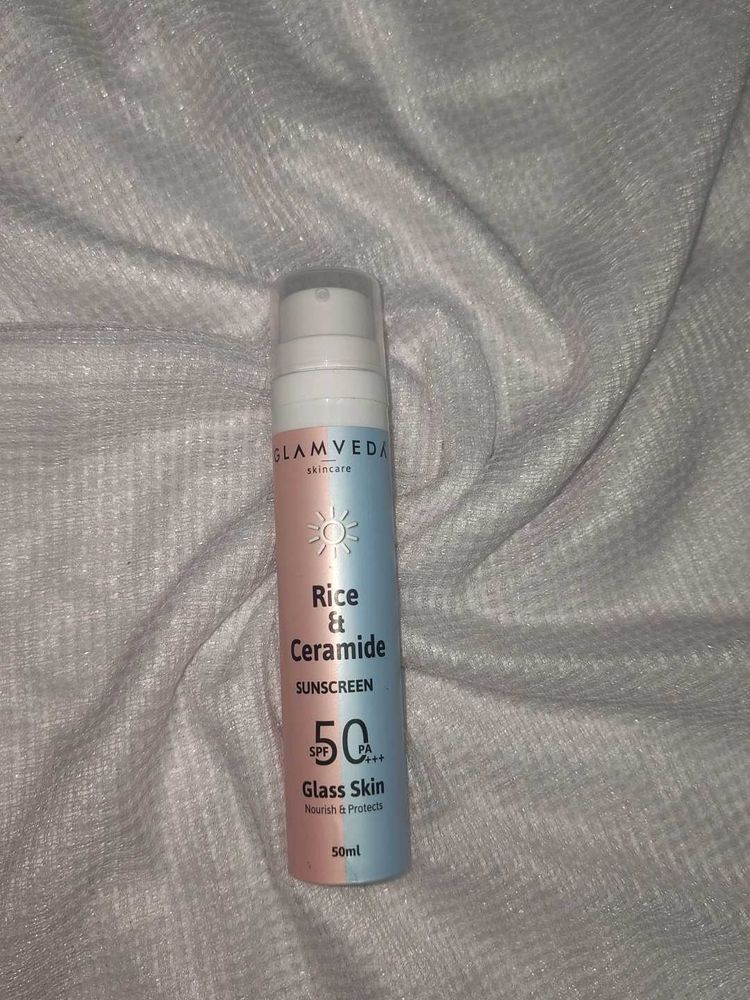 GLAMVEDA
skincare
Rice
&
Ceramide
SUNSCREEN
SPF 50 PA
+++
Glass Skin
Nourish & Protects
50ml